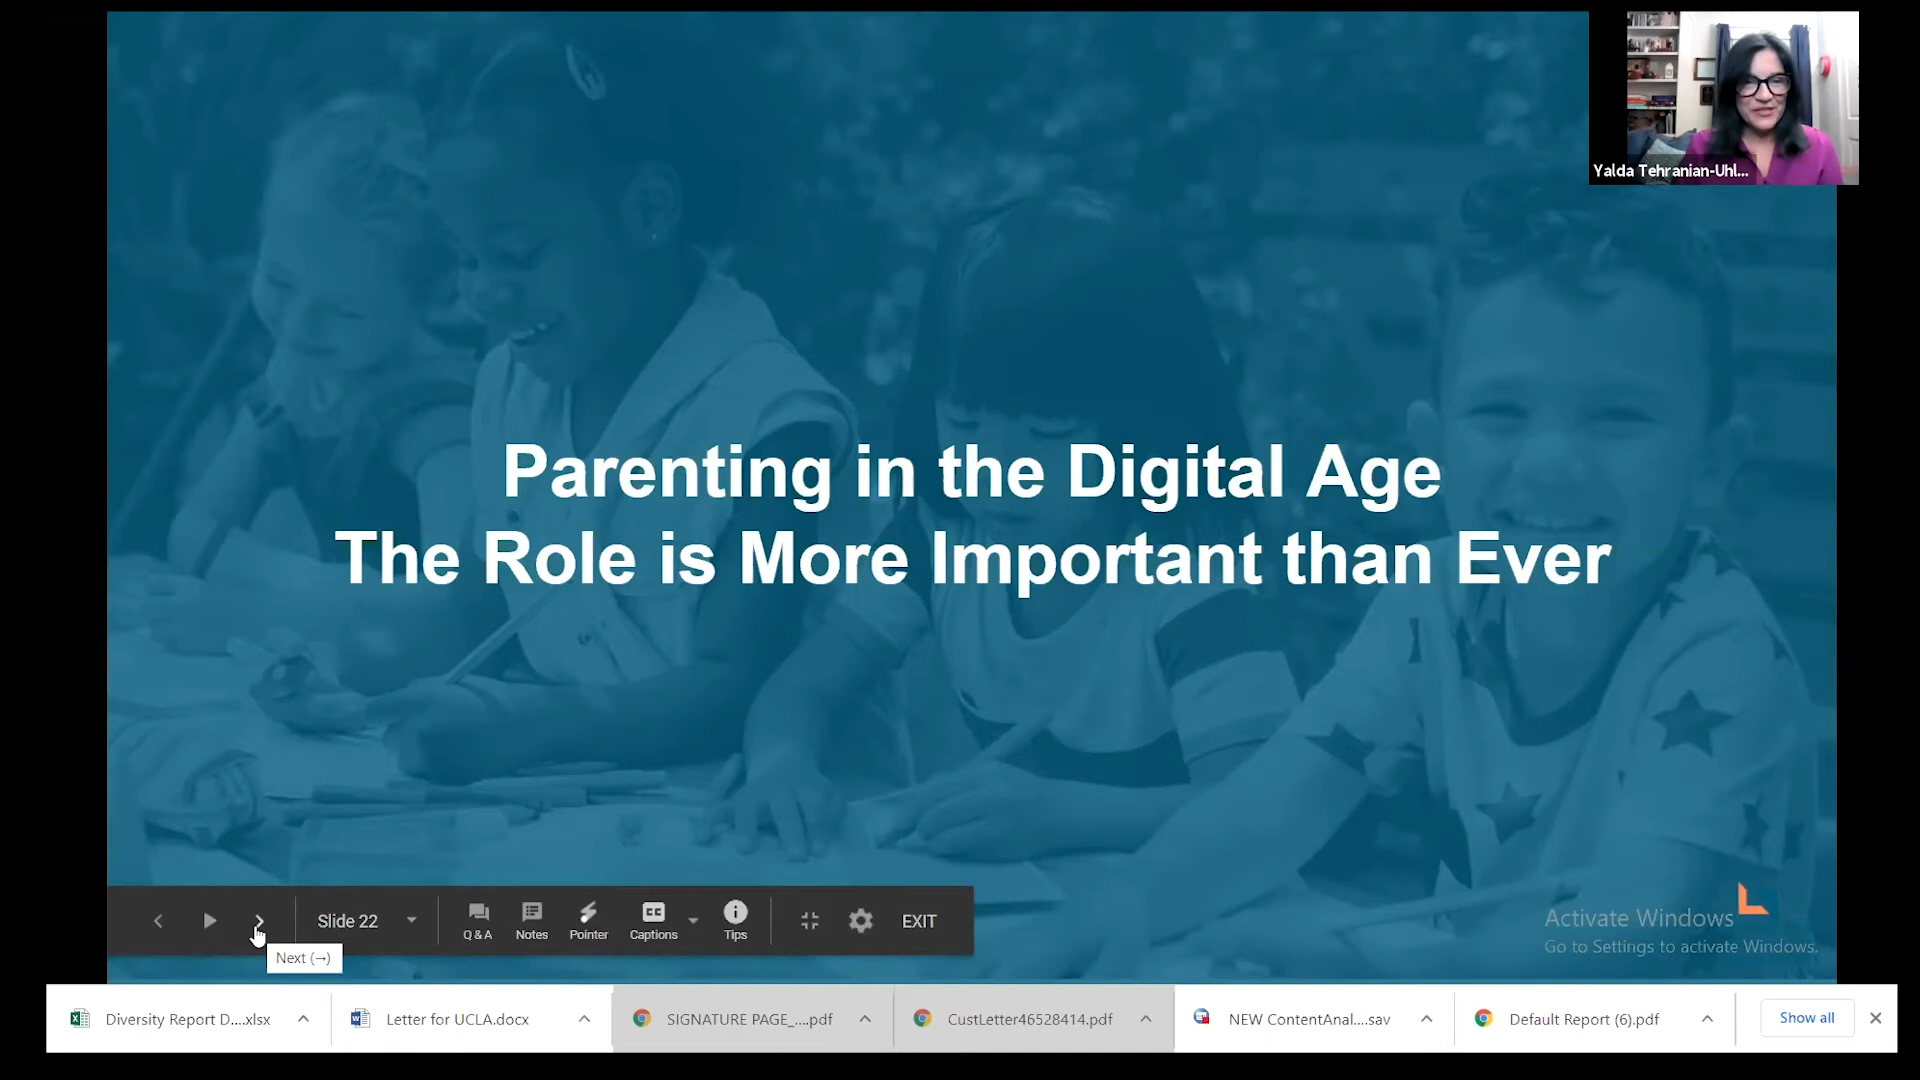 Yalda Tehranian-Uhl...
Parenting in the Digital Age
The Role is More Important than Ever
Slide 22
Q & A
Notes
Pointer
CC
Captions
Tips
EXIT
Next (→)
Activate Windows
Go to Settings to activate Windows.
Diversity Report D....xlsx
Letter for UCLA.docx
SIGNATURE PAGE_....pdf
CustLetter46528414.pdf
NEW ContentAnal....sav
Default Report (6).pdf
Show all